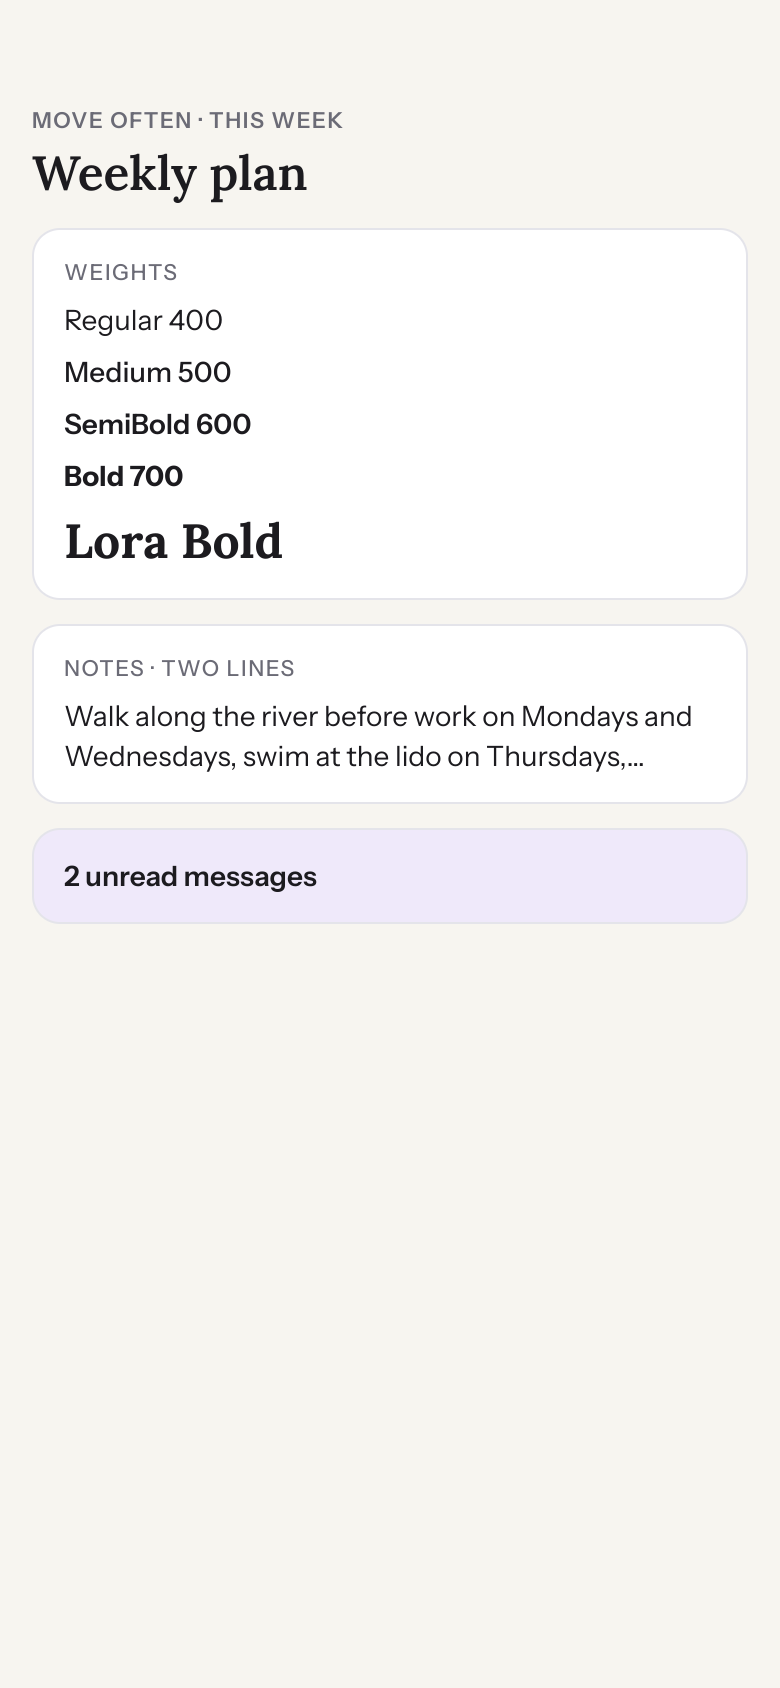 MOVE OFTEN · THIS WEEK
Weekly plan
WEIGHTS
Regular 400
Medium 500
SemiBold 600
Bold 700
Lora Bold
NOTES · TWO LINES
Walk along the river before work on Mondays and
Wednesdays, swim at the lido on Thursdays,...
2 unread messages